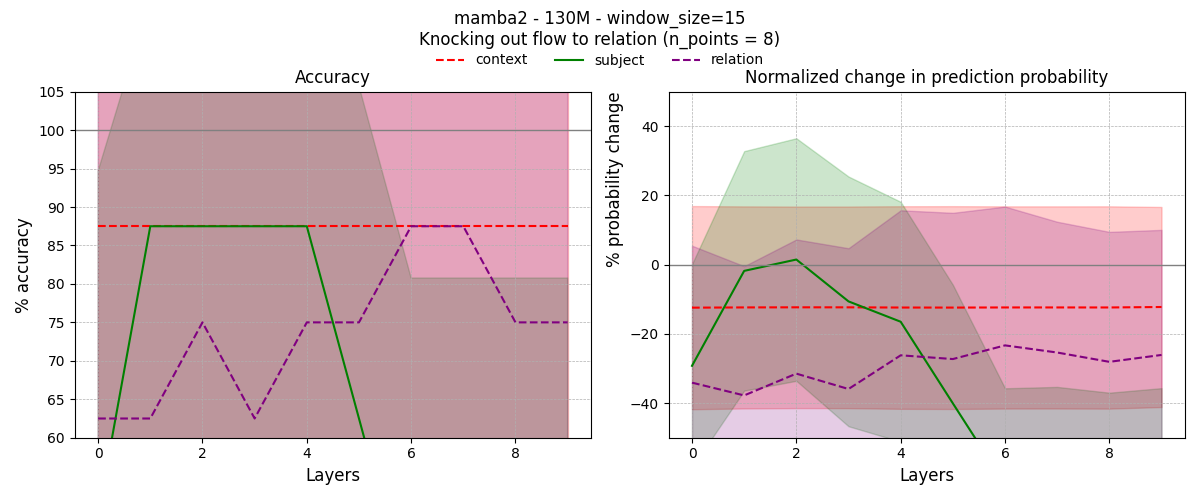 mamba2 - 130M - window_size=15
Knocking out flow to relation (n_points = 8)
context subject relation
Accuracy
% accuracy
105
100
95
90
85
80
75
70
65
60
0 2 4 6 8
Layers
Normalized change in prediction probability
% probability change
40
20
0
−20
−40
0 2 4 6 8
Layers